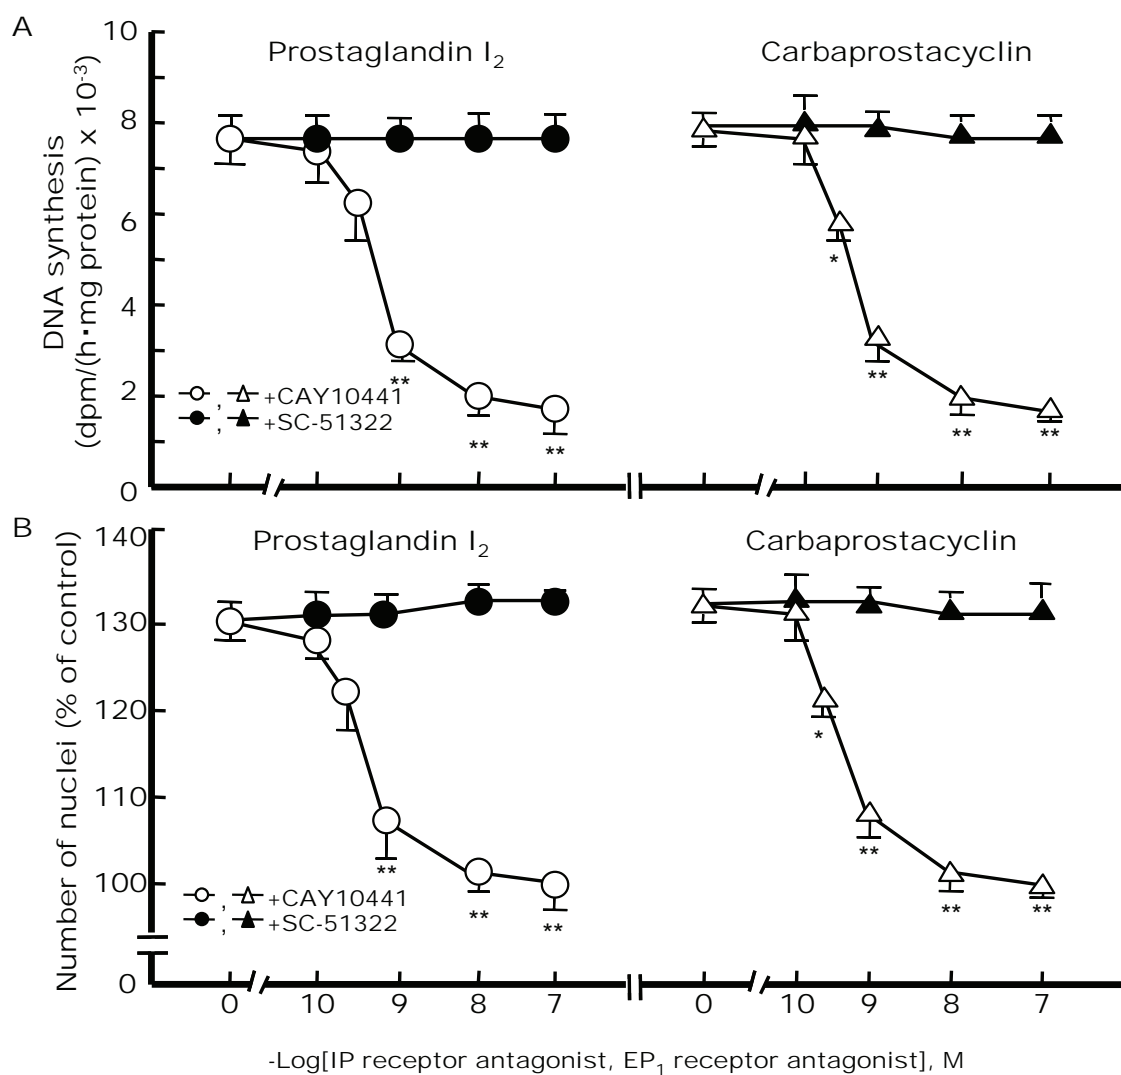 A
Prostaglandin I2
Carbaprostacyclin
DNA synthesis
(dpm/(h·mg protein) x 10-3)
10
8
6
4
2
0
*
**
**
**
**
**
**
, +CAY10441
, +SC-51322
B
Prostaglandin I2
Carbaprostacyclin
Number of nuclei (% of control)
140
130
120
110
100
0
*
**
**
**
**
**
**
, +CAY10441
, +SC-51322
0 10 9 8 7 0 10 9 8 7
-Log[IP receptor antagonist, EP1 receptor antagonist], M